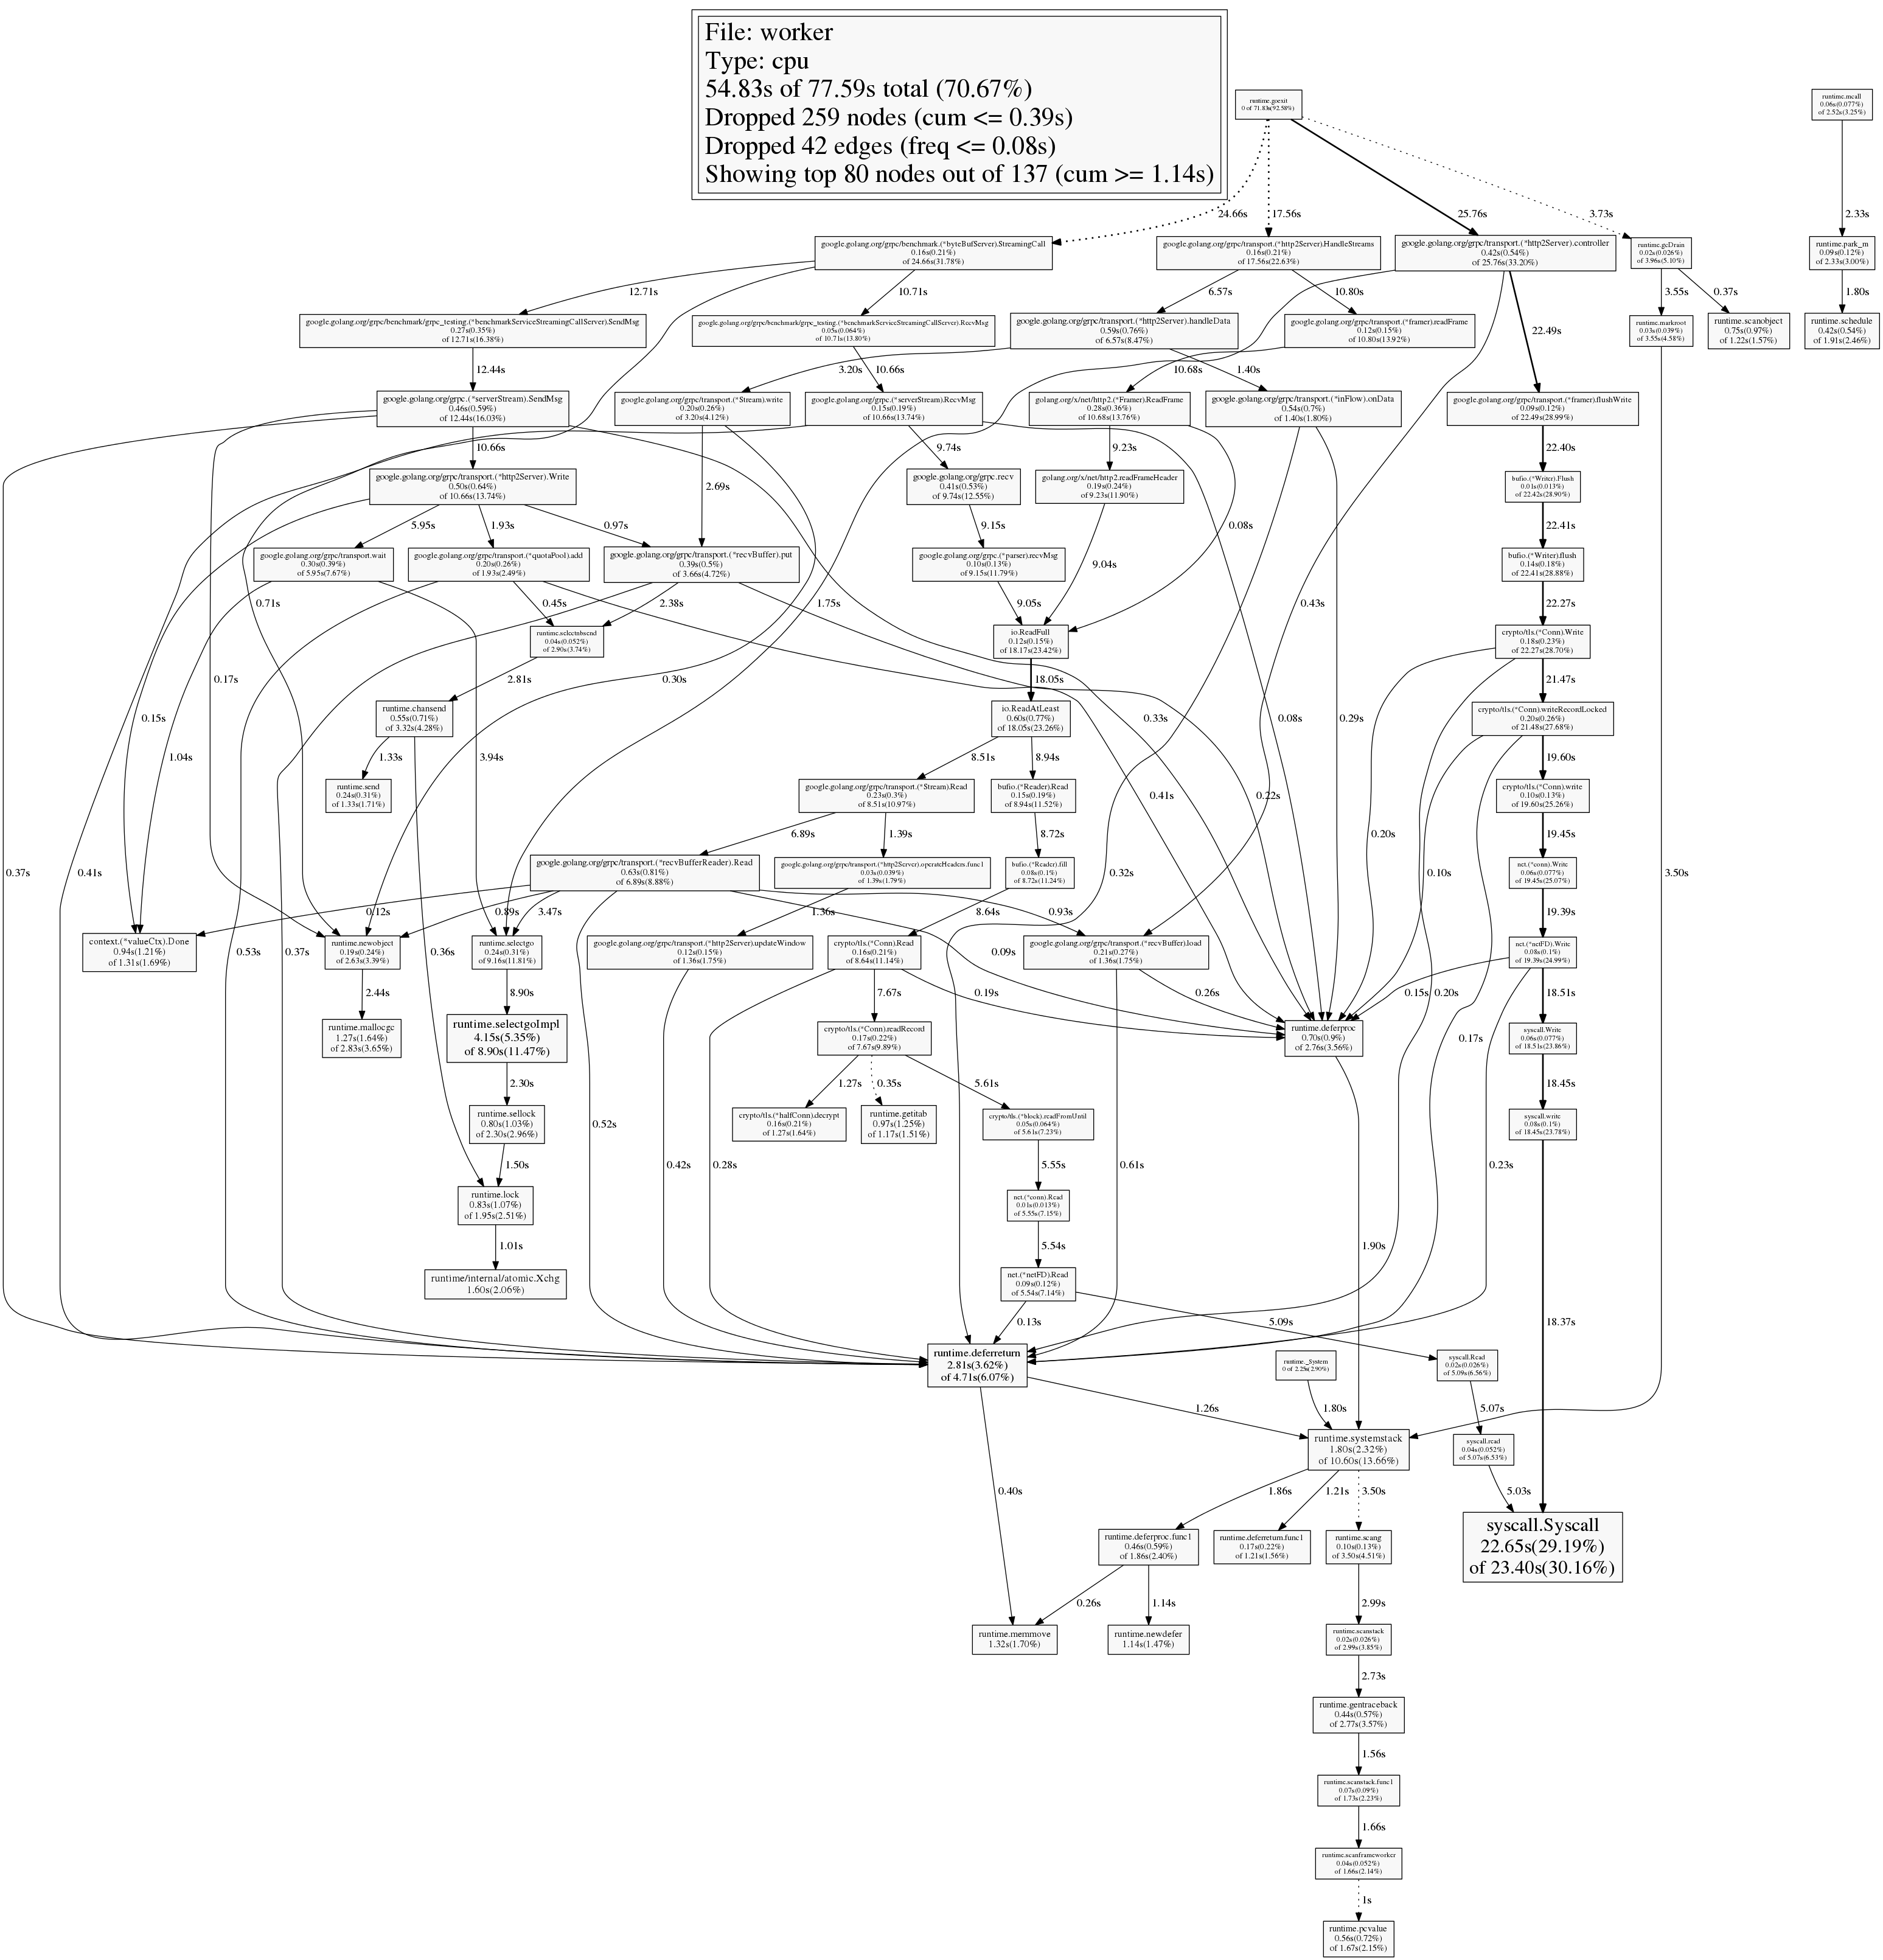 File: worker
Type: cpu
54.83s of 77.59s total (70.67%)
Dropped 259 nodes (cum <= 0.39s)
Dropped 42 edges (freq <= 0.08s)
Showing top 80 nodes out of 137 (cum >= 1.14s)
runtime.goexit
0 of 71.83s(92.58%)
runtime.mcall
0.06s(0.077%)
of 2.52s(3.25%)
24.66s
17.56s
25.76s
3.73s
2.33s
google.golang.org/grpc/benchmark.(*byteBufServer).StreamingCall
0.16s(0.21%)
of 24.66s(31.78%)
google.golang.org/grpc/transport.(*http2Server).HandleStreams
0.16s(0.21%)
of 17.56s(22.63%)
google.golang.org/grpc/transport.(*http2Server).controller
0.42s(0.54%)
of 25.76s(33.20%)
runtime.gcDrain
0.02s(0.026%)
of 3.96s(5.10%)
runtime.park_m
0.09s(0.12%)
of 2.33s(3.00%)
12.71s
10.71s
6.57s
10.80s
22.49s
3.55s
0.37s
1.80s
google.golang.org/grpc/benchmark/grpc_testing.(*benchmarkServiceStreamingCallServer).SendMsg
0.27s(0.35%)
of 12.71s(16.38%)
google.golang.org/grpc/benchmark/grpc_testing.(*benchmarkServiceStreamingCallServer).RecvMsg
0.05s(0.064%)
of 10.71s(13.80%)
google.golang.org/grpc/transport.(*http2Server).handleData
0.59s(0.76%)
of 6.57s(8.47%)
google.golang.org/grpc/transport.(*framer).readFrame
0.12s(0.15%)
of 10.80s(13.92%)
runtime.markroot
0.03s(0.039%)
of 3.55s(4.58%)
runtime.scanobject
0.75s(0.97%)
of 1.22s(1.57%)
runtime.schedule
0.42s(0.54%)
of 1.91s(2.46%)
12.44s
10.66s
3.20s
1.40s
10.68s
google.golang.org/grpc.(*serverStream).SendMsg
0.46s(0.59%)
of 12.44s(16.03%)
google.golang.org/grpc/transport.(*Stream).write
0.20s(0.26%)
of 3.20s(4.12%)
google.golang.org/grpc.(*serverStream).RecvMsg
0.15s(0.19%)
of 10.66s(13.74%)
golang.org/x/net/http2.(*Framer).ReadFrame
0.28s(0.36%)
of 10.68s(13.76%)
google.golang.org/grpc/transport.(*inFlow).onData
0.54s(0.7%)
of 1.40s(1.80%)
google.golang.org/grpc/transport.(*framer).flushWrite
0.09s(0.12%)
of 22.49s(28.99%)
10.66s
2.69s
9.74s
9.23s
0.08s
22.40s
google.golang.org/grpc/transport.(*http2Server).Write
0.50s(0.64%)
of 10.66s(13.74%)
google.golang.org/grpc.recv
0.41s(0.53%)
of 9.74s(12.55%)
golang.org/x/net/http2.readFrameHeader
0.19s(0.24%)
of 9.23s(11.90%)
bufio.(*Writer).Flush
0.01s(0.013%)
of 22.42s(28.90%)
5.95s
1.93s
0.97s
9.15s
9.04s
22.41s
google.golang.org/grpc/transport.wait
0.30s(0.39%)
of 5.95s(7.67%)
google.golang.org/grpc/transport.(*quotaPool).add
0.20s(0.26%)
of 1.93s(2.49%)
google.golang.org/grpc/transport.(*recvBuffer).put
0.39s(0.5%)
of 3.66s(4.72%)
google.golang.org/grpc.(*parser).recvMsg
0.10s(0.13%)
of 9.15s(11.79%)
bufio.(*Writer).flush
0.14s(0.18%)
of 22.41s(28.88%)
0.71s
0.45s
2.38s
1.75s
9.05s
0.43s
22.27s
runtime.selectnbsend
0.04s(0.052%)
of 2.90s(3.74%)
io.ReadFull
0.12s(0.15%)
of 18.17s(23.42%)
crypto/tls.(*Conn).Write
0.18s(0.23%)
of 22.27s(28.70%)
0.17s
2.81s
0.30s
18.05s
21.47s
runtime.chansend
0.55s(0.71%)
of 3.32s(4.28%)
io.ReadAtLeast
0.60s(0.77%)
of 18.05s(23.26%)
crypto/tls.(*Conn).writeRecordLocked
0.20s(0.26%)
of 21.48s(27.68%)
0.15s
0.33s
0.08s
0.29s
1.04s
1.33s
3.94s
8.51s
8.94s
19.60s
runtime.send
0.24s(0.31%)
of 1.33s(1.71%)
google.golang.org/grpc/transport.(*Stream).Read
0.23s(0.3%)
of 8.51s(10.97%)
bufio.(*Reader).Read
0.15s(0.19%)
of 8.94s(11.52%)
0.41s
0.22s
crypto/tls.(*Conn).write
0.10s(0.13%)
of 19.60s(25.26%)
6.89s
1.39s
8.72s
0.20s
19.45s
google.golang.org/grpc/transport.(*recvBufferReader).Read
0.63s(0.81%)
of 6.89s(8.88%)
google.golang.org/grpc/transport.(*http2Server).operateHeaders.func1
0.03s(0.039%)
of 1.39s(1.79%)
bufio.(*Reader).fill
0.08s(0.1%)
of 8.72s(11.24%)
net.(*conn).Write
0.06s(0.077%)
of 19.45s(25.07%)
0.37s
0.41s
0.32s
0.10s
3.50s
0.12s
0.89s
3.47s
1.36s
0.93s
8.64s
19.39s
context.(*valueCtx).Done
0.94s(1.21%)
of 1.31s(1.69%)
runtime.newobject
0.19s(0.24%)
of 2.63s(3.39%)
runtime.selectgo
0.24s(0.31%)
of 9.16s(11.81%)
google.golang.org/grpc/transport.(*http2Server).updateWindow
0.12s(0.15%)
of 1.36s(1.75%)
crypto/tls.(*Conn).Read
0.16s(0.21%)
of 8.64s(11.14%)
google.golang.org/grpc/transport.(*recvBuffer).load
0.21s(0.27%)
of 1.36s(1.75%)
net.(*netFD).Write
0.08s(0.1%)
of 19.39s(24.99%)
0.53s
0.37s
0.36s
0.09s
2.44s
8.90s
7.67s
0.19s
0.26s
0.15s
0.20s
18.51s
runtime.mallocgc
1.27s(1.64%)
of 2.83s(3.65%)
runtime.selectgoImpl
4.15s(5.35%)
of 8.90s(11.47%)
crypto/tls.(*Conn).readRecord
0.17s(0.22%)
of 7.67s(9.89%)
runtime.deferproc
0.70s(0.9%)
of 2.76s(3.56%)
0.17s
syscall.Write
0.06s(0.077%)
of 18.51s(23.86%)
2.30s
1.27s
0.35s
5.61s
18.45s
runtime.sellock
0.80s(1.03%)
of 2.30s(2.96%)
crypto/tls.(*halfConn).decrypt
0.16s(0.21%)
of 1.27s(1.64%)
runtime.getitab
0.97s(1.25%)
of 1.17s(1.51%)
crypto/tls.(*block).readFromUntil
0.05s(0.064%)
of 5.61s(7.23%)
syscall.write
0.08s(0.1%)
of 18.45s(23.78%)
0.52s
1.50s
0.42s
0.28s
5.55s
0.61s
0.23s
runtime.lock
0.83s(1.07%)
of 1.95s(2.51%)
net.(*conn).Read
0.01s(0.013%)
of 5.55s(7.15%)
1.01s
5.54s
1.90s
runtime/internal/atomic.Xchg
1.60s(2.06%)
net.(*netFD).Read
0.09s(0.12%)
of 5.54s(7.14%)
0.13s
5.09s
18.37s
runtime.deferreturn
2.81s(3.62%)
of 4.71s(6.07%)
runtime._System
0 of 2.25s(2.90%)
syscall.Read
0.02s(0.026%)
of 5.09s(6.56%)
1.26s
1.80s
5.07s
runtime.systemstack
1.80s(2.32%)
of 10.60s(13.66%)
syscall.read
0.04s(0.052%)
of 5.07s(6.53%)
0.40s
1.86s
1.21s
3.50s
5.03s
runtime.deferproc.func1
0.46s(0.59%)
of 1.86s(2.40%)
runtime.deferreturn.func1
0.17s(0.22%)
of 1.21s(1.56%)
runtime.scang
0.10s(0.13%)
of 3.50s(4.51%)
syscall.Syscall
22.65s(29.19%)
of 23.40s(30.16%)
0.26s
1.14s
2.99s
runtime.memmove
1.32s(1.70%)
runtime.newdefer
1.14s(1.47%)
runtime.scanstack
0.02s(0.026%)
of 2.99s(3.85%)
2.73s
runtime.gentraceback
0.44s(0.57%)
of 2.77s(3.57%)
1.56s
runtime.scanstack.func1
0.07s(0.09%)
of 1.73s(2.23%)
1.66s
runtime.scanframeworker
0.04s(0.052%)
of 1.66s(2.14%)
1s
runtime.pcvalue
0.56s(0.72%)
of 1.67s(2.15%)